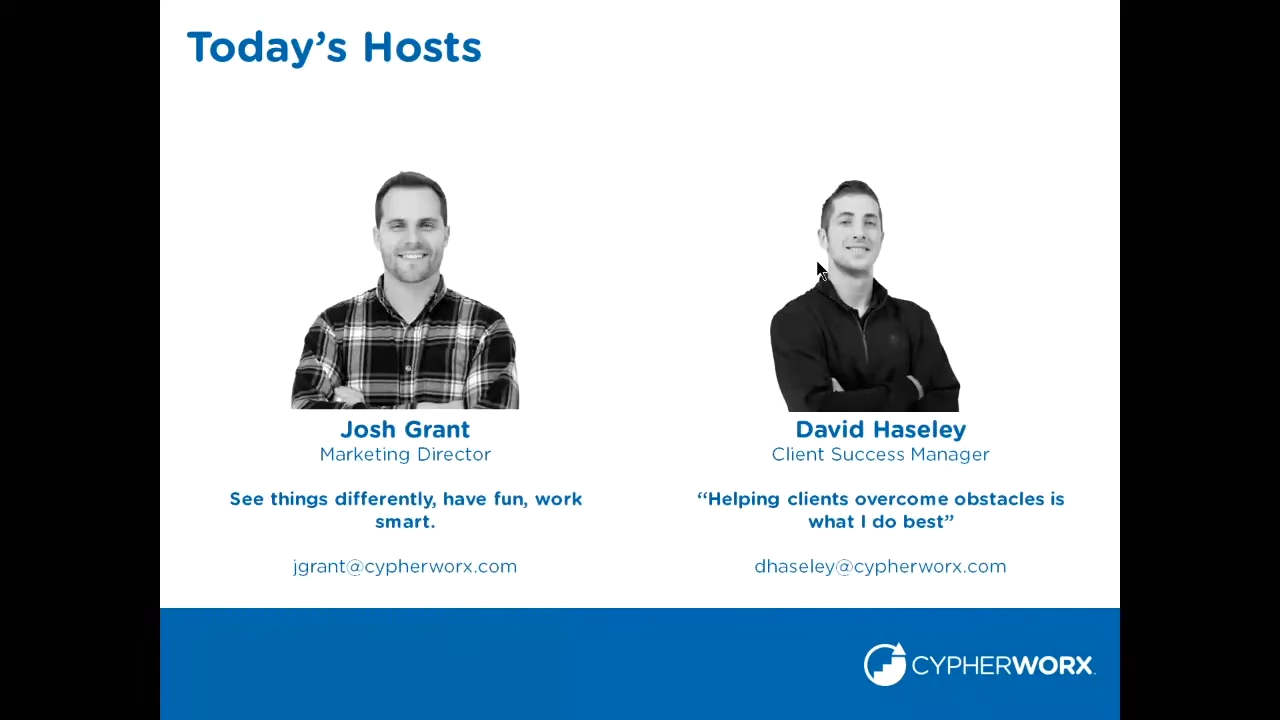 Today's Hosts
Josh Grant
Marketing Director
See things differently, have fun, work
smart.
jgrant@cypherworx.com
David Haseley
Client Success Manager
“Helping clients overcome obstacles is
what I do best”
dhaseley@cypherworx.com
CYPHERWORX